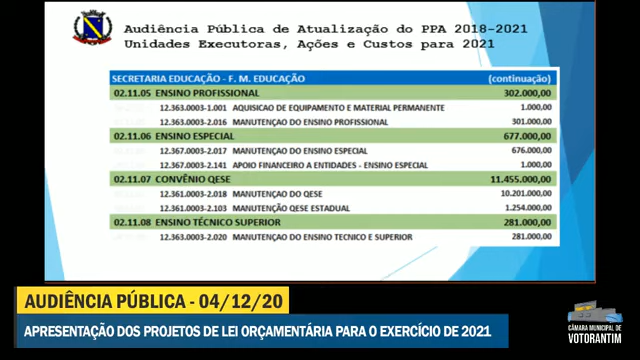 Audiência Pública de Atualização do PPA 2018-2021
Unidades Executoras, Ações e Custos para 2021
SECRETARIA EDUCAÇÃO - F. M. EDUCAÇÃO (continuação)
02.11.05 ENSINO PROFISSIONAL 302.000,00
12.363.0003-1.001 AQUISICAO DE EQUIPAMENTO E MATERIAL PERMANENTE 1.000,00
12.363.0003-2.016 MANUTENÇAO DO ENSINO PROFISSIONAL 301.000,00
02.11.06 ENSINO ESPECIAL 677.000,00
12.367.0003-2.017 MANUTENÇAO DO ENSINO ESPECIAL 676.000,00
12.367.0003-2.141 APOIO FINANCEIRO A ENTIDADES - ENSINO ESPECIAL 1.000,00
02.11.07 CONVÊNIO QESE 11.455.000,00
12.361.0003-2.018 MANUTENÇAO DO QESE 10.201.000,00
12.361.0003-2.103 MANUTENÇÃO QESE ESTADUAL 1.254.000,00
02.11.08 ENSINO TÉCNICO SUPERIOR 281.000,00
12.363.0003-2.020 MANUTENÇAO DO ENSINO TECNICO E SUPERIOR 281.000,00
AUDIÊNCIA PÚBLICA - 04/12/20
APRESENTAÇÃO DOS PROJETOS DE LEI ORÇAMENTÁRIA PARA O EXERCÍCIO DE 2021
CÂMARA MUNICIPAL DE
VOTORANTIM